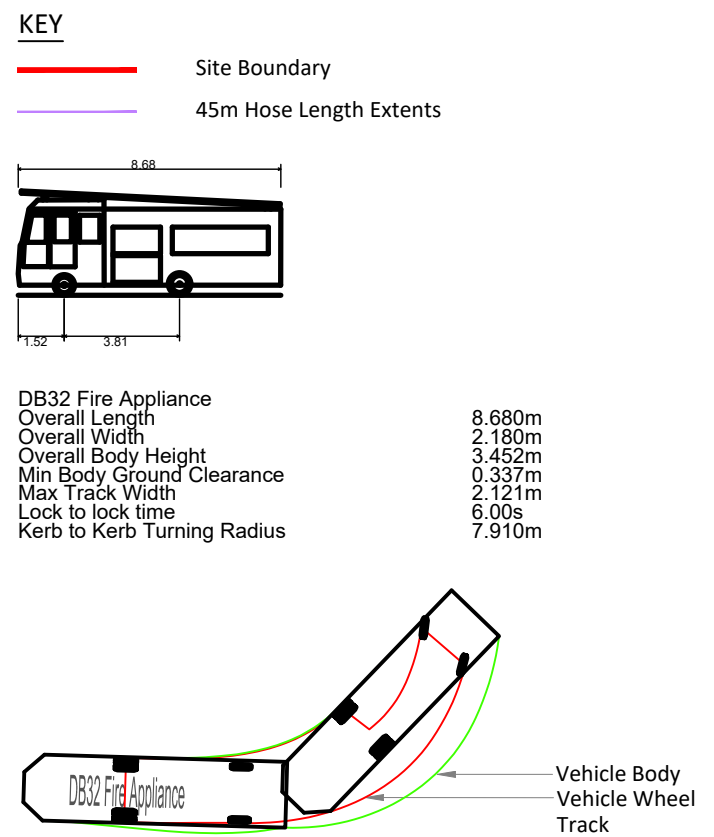 KEY
Site Boundary
45m Hose Length Extents
8.68
1.52 3.81
DB32 Fire Appliance
Overall Length 8.680m
Overall Width 2.180m
Overall Body Height 3.452m
Min Body Ground Clearance 0.337m
Max Track Width 2.121m
Lock to lock time 6.00s
Kerb to Kerb Turning Radius 7.910m
DB32 Fire Appliance
Vehicle Body
Vehicle Wheel
Track